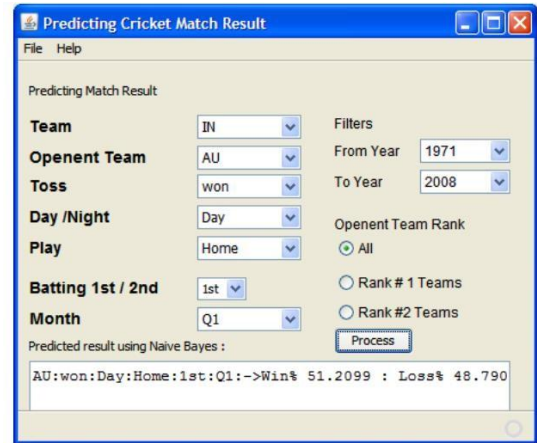 Predicting Cricket Match Result
File Help
Predicting Match Result
Team IN
Openent Team AU
Toss won
Day /Night Day
Play Home
Batting 1st / 2nd 1st
Month Q1
Filters
From Year 1971
To Year 2008
Openent Team Rank
All
Rank # 1 Teams
Rank #2 Teams
Process
Predicted result using Naive Bayes :
AU:won:Day:Home:1st:Q1:->Win% 51.2099 : Loss% 48.790